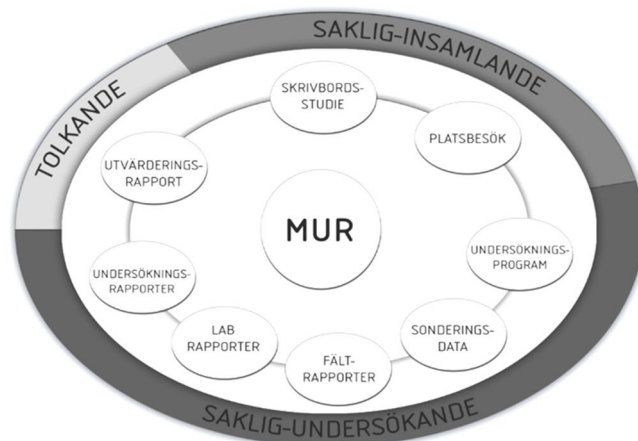 SAKLIG-INSAMLANDE
TOLKANDE
SKRIVBORDS-
STUDIE
PLATSBESÖK
UTVÄRDERINGS-
RAPPORT
MUR
UNDERSÖKNINGS-
PROGRAM
UNDERSÖKNINGS-
RAPPORTER
SONDERINGS-
DATA
LAB
RAPPORTER
FÄLT-
RAPPORTER
SAKLIG-UNDERSÖKANDE